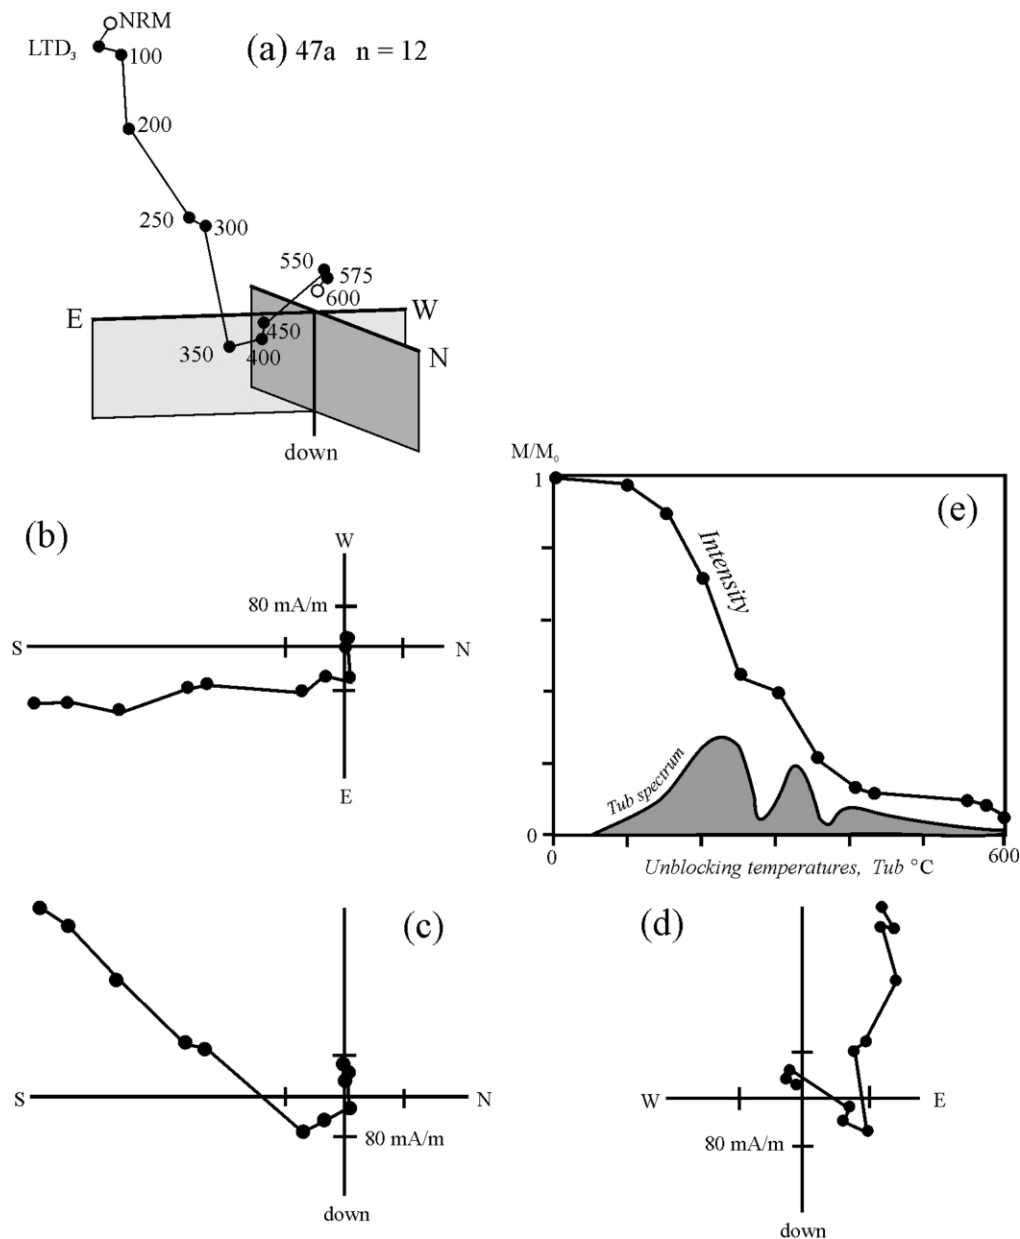 NRM
LTD₃
100
(a) 47a n = 12
200
250
300
550
575
600
E
W
450
350
400
N
down
M/M₀
1
(e)
(b)
W
Intensity
80 mA/m
S
N
Tub spectrum
E
0
0
600
Unblocking temperatures, Tub °C
(c)
(d)
S
N
W
E
80 mA/m
80 mA/m
down
down